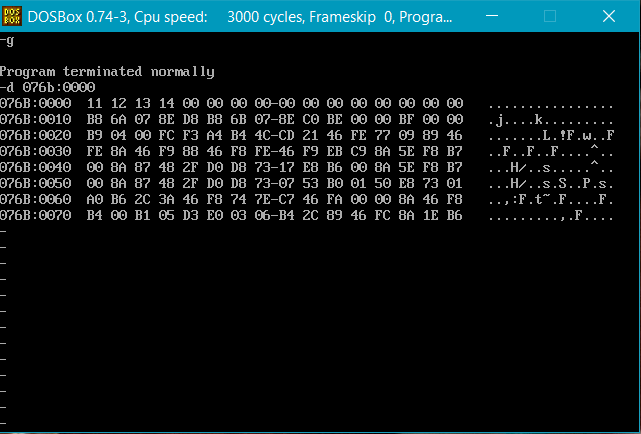 DOS
BOX
DOSBox 0.74-3, Cpu speed:    3000 cycles, Frameskip  0, Progra...
-g
Program terminated normally
-d 076b:0000
076B:0000  11 12 13 14 00 00 00 00-00 00 00 00 00 00 00 00   ................
076B:0010  B8 6A 07 8E D8 B8 6B 07-8E C0 BE 00 00 BF 00 00   .j....k.........
076B:0020  B9 04 00 FC F3 A4 B4 4C-CD 21 46 FE 77 09 89 46   .......L.!F.w..F
076B:0030  FE 8A 46 F9 88 46 F8 FE-46 F9 EB C9 8A 5E F8 B7   ..F..F..F....^..
076B:0040  00 8A 87 48 2F D0 D8 73-17 E8 B6 00 8A 5E F8 B7   ...H/..s.....^..
076B:0050  00 8A 87 48 2F D0 D8 73-07 53 B0 01 50 E8 73 01   ...H/..s.S..P.s.
076B:0060  A0 B6 2C 3A 46 F8 74 7E-C7 46 FA 00 00 8A 46 F8   ..,:F.t~.F....F.
076B:0070  B4 00 B1 05 D3 E0 03 06-B4 2C 89 46 FC 8A 1E B6   .........,.F....
-
-
-
-
-
-
-
-
-
-
-
-
-